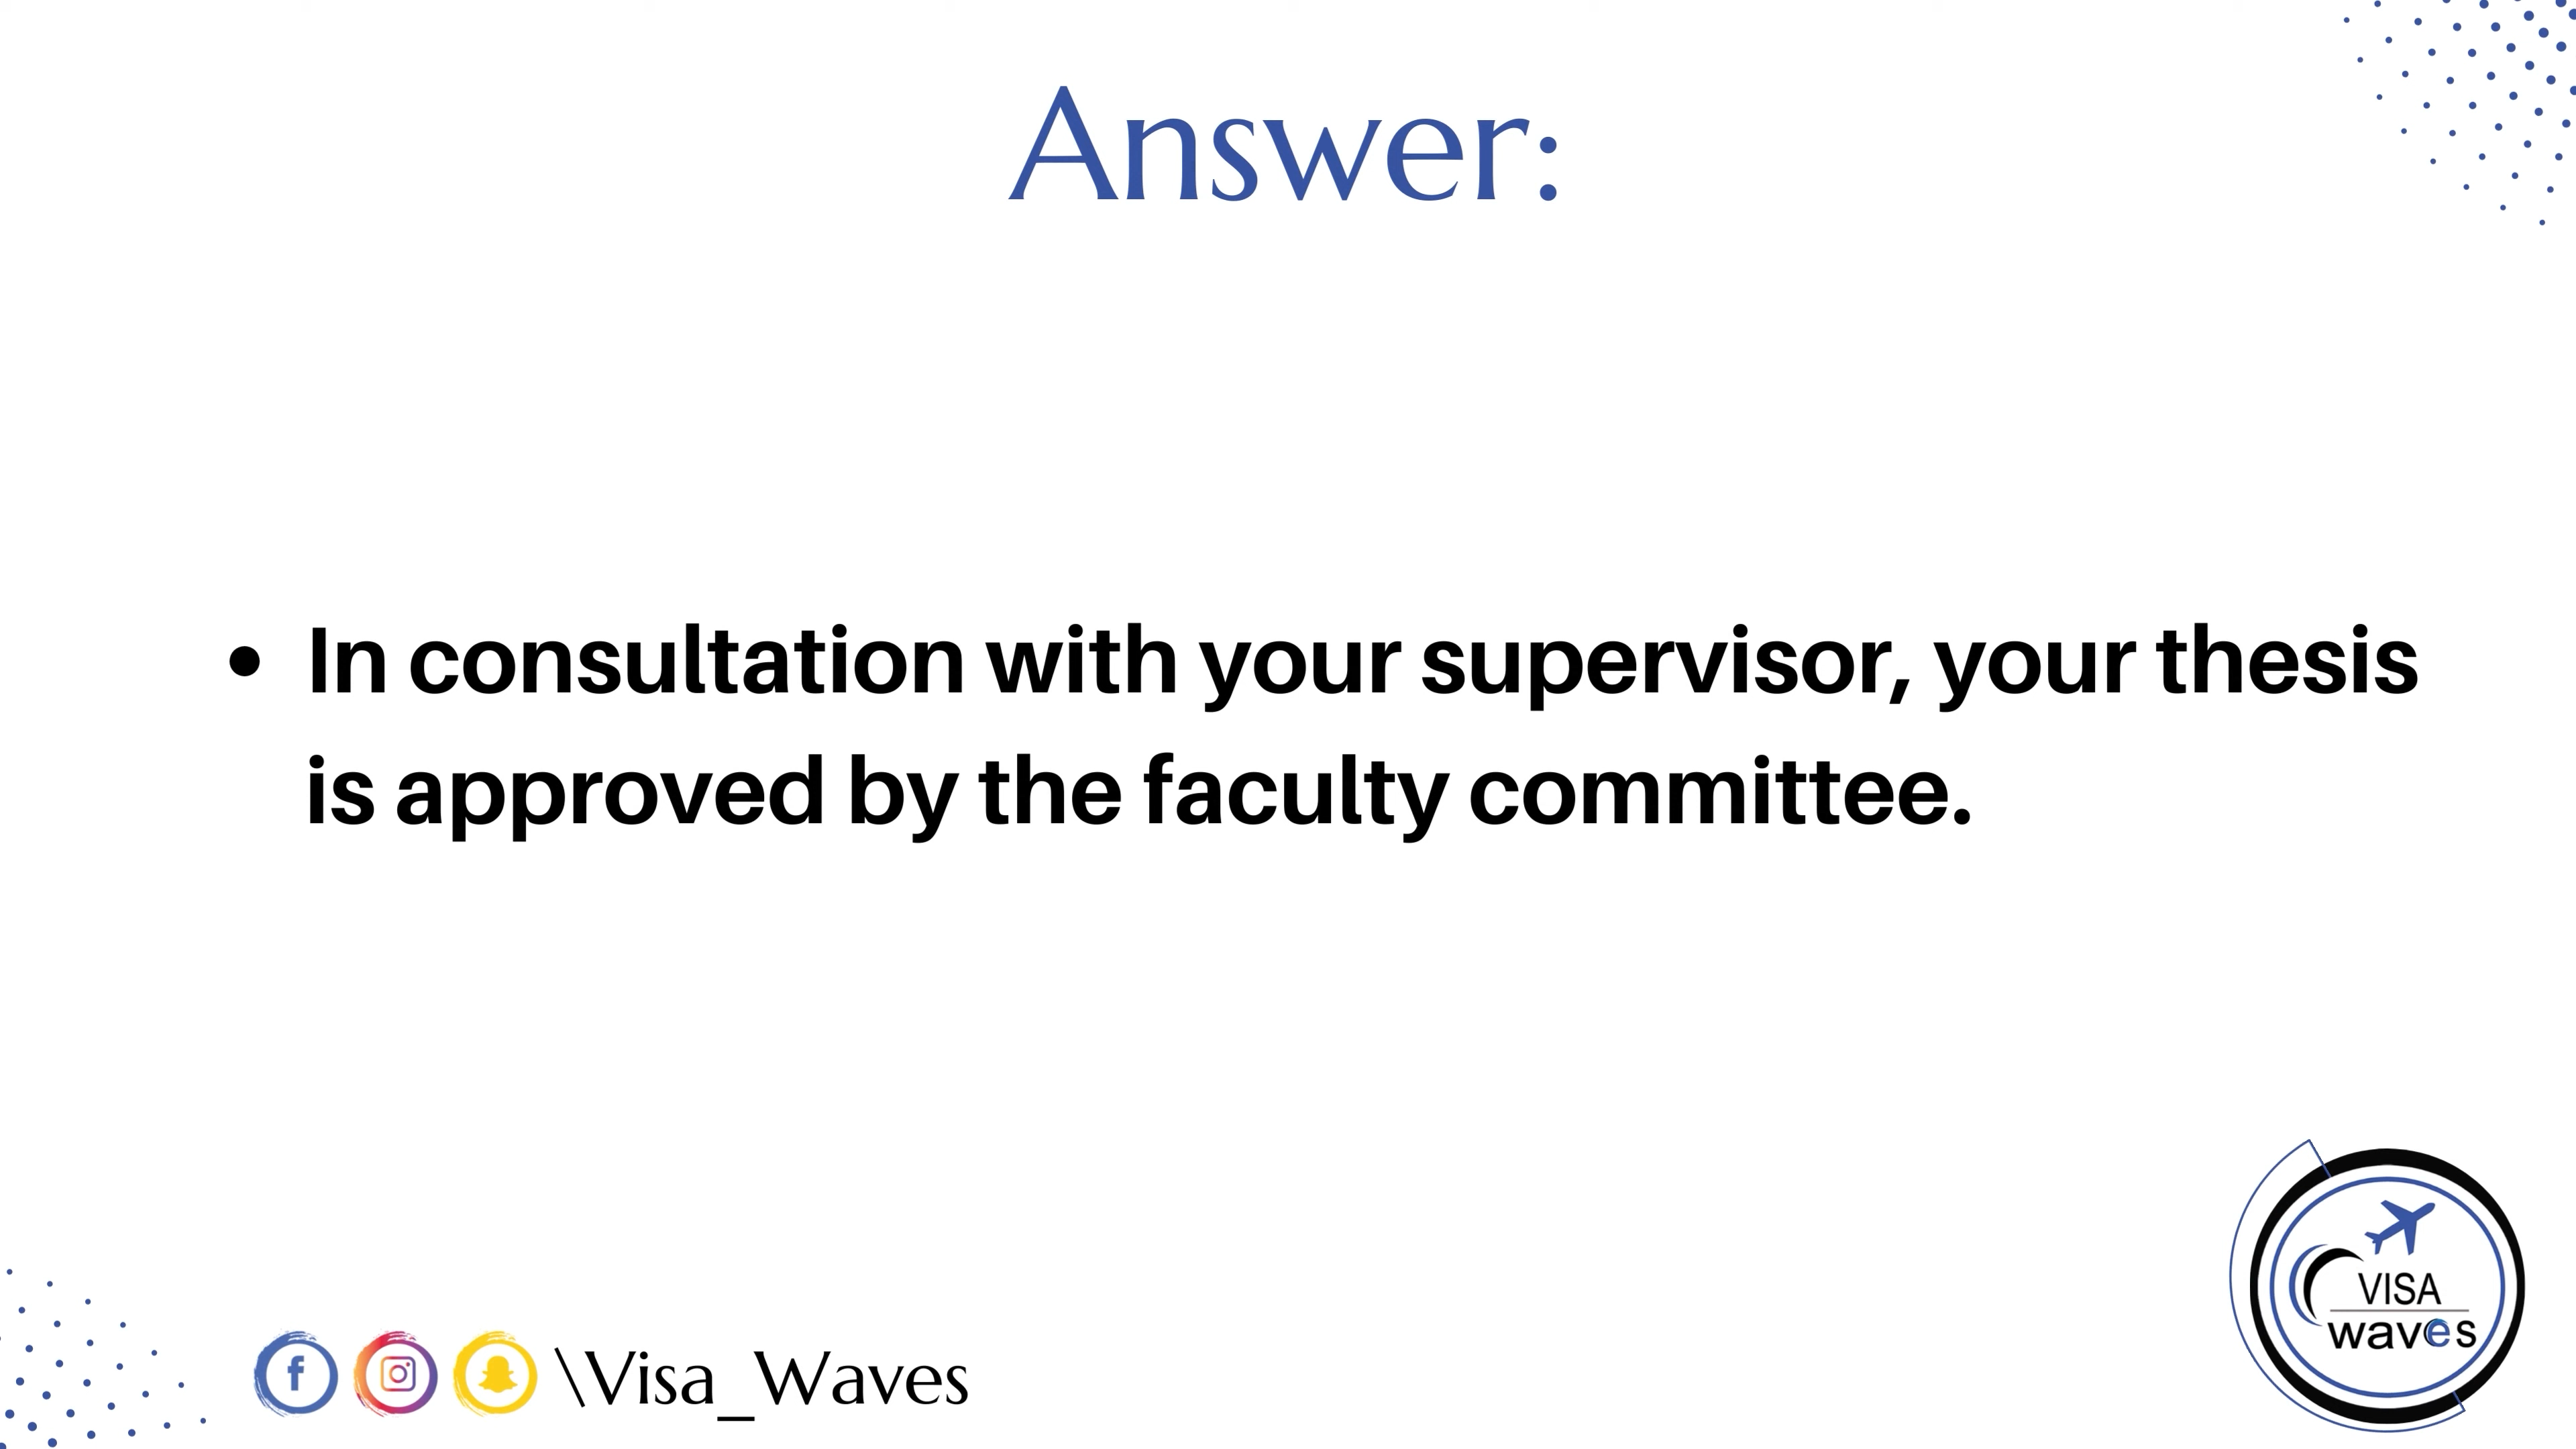 Answer:
• In consultation with your supervisor, your thesis
is approved by the faculty committee.
VISA
waves
\Visa_Waves